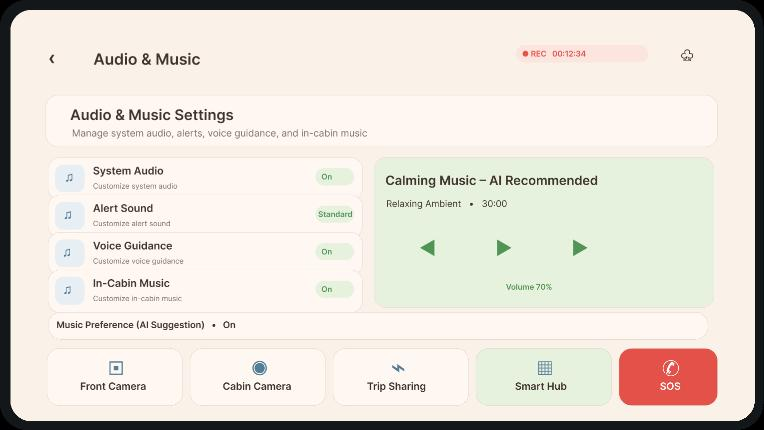 Audio & Music
REC 00:12:34
Audio & Music Settings
Manage system audio, alerts, voice guidance, and in-cabin music
System Audio
Customize system audio
On
Alert Sound
Customize alert sound
Standard
Voice Guidance
Customize voice guidance
On
In-Cabin Music
Customize in-cabin music
On
Calming Music – AI Recommended
Relaxing Ambient • 30:00
Volume 70%
Music Preference (AI Suggestion) • On
Front Camera
Cabin Camera
Trip Sharing
Smart Hub
SOS